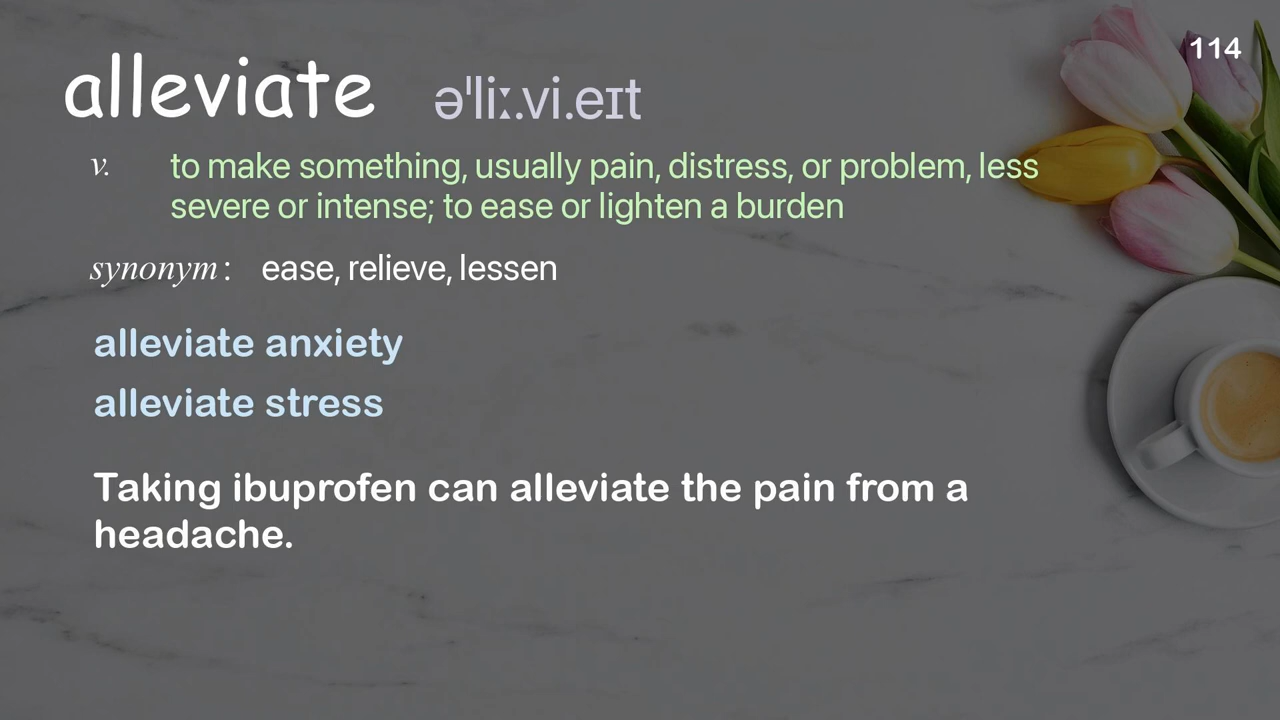 114
alleviate əˈliː.vi.eɪt
v. to make something, usually pain, distress, or problem, less
severe or intense; to ease or lighten a burden
synonym : ease, relieve, lessen
alleviate anxiety
alleviate stress
Taking ibuprofen can alleviate the pain from a
headache.